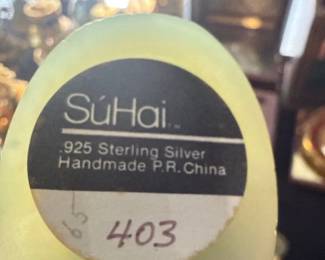 SúHai
.925 Sterling Silver
Handmade P.R. China
65
403